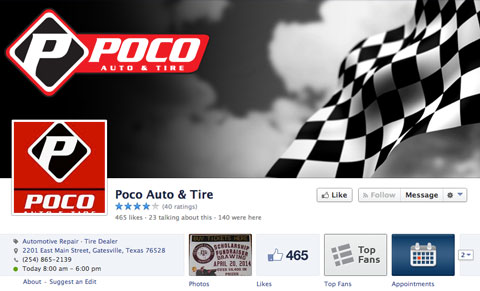 P POCO
AUTO & TIRE
P
POCO
AUTO & TIRE
Poco Auto & Tire
(40 ratings)
465 likes · 23 talking about this · 140 were here
Like
Follow
Message
Automotive Repair · Tire Dealer
2201 East Main Street, Gatesville, Texas 76528
(254) 865-2139
Today 8:00 am – 6:00 pm
About – Suggest an Edit
SCHOLARSHIP
FUNDRAISER
DRAWING
APRIL 20, 2014
Photos
465
Likes
Top
Fans
Top Fans
Appointments
2